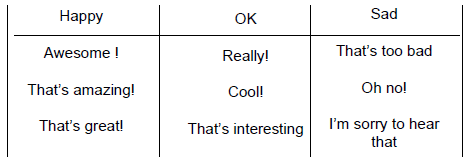 Happy OK Sad
Awesome ! Really! That's too bad
That's amazing! Cool! Oh no!
That's great! That's interesting I'm sorry to hear
that